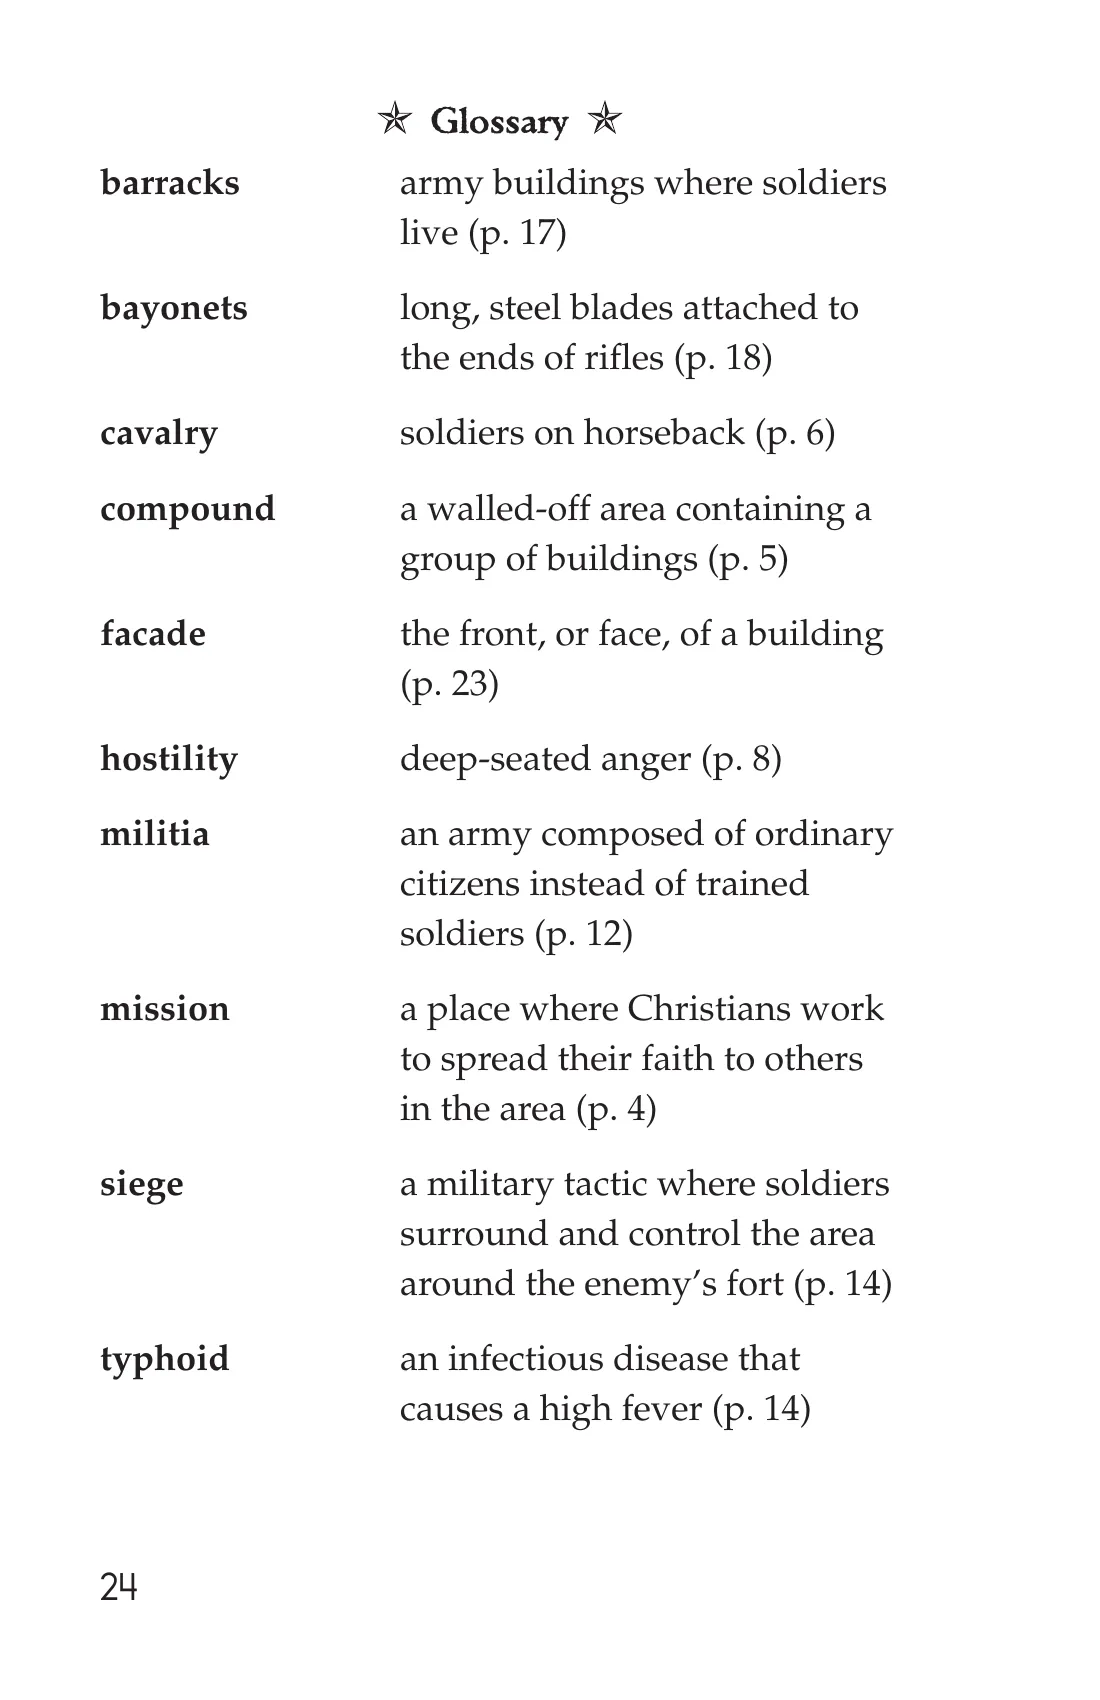 Glossary
barracks army buildings where soldiers
live (p. 17)
bayonets long, steel blades attached to
the ends of rifles (p. 18)
cavalry soldiers on horseback (p. 6)
compound a walled-off area containing a
group of buildings (p. 5)
facade the front, or face, of a building
(p. 23)
hostility deep-seated anger (p. 8)
militia an army composed of ordinary
citizens instead of trained
soldiers (p. 12)
mission a place where Christians work
to spread their faith to others
in the area (p. 4)
siege a military tactic where soldiers
surround and control the area
around the enemy’s fort (p. 14)
typhoid an infectious disease that
causes a high fever (p. 14)
24